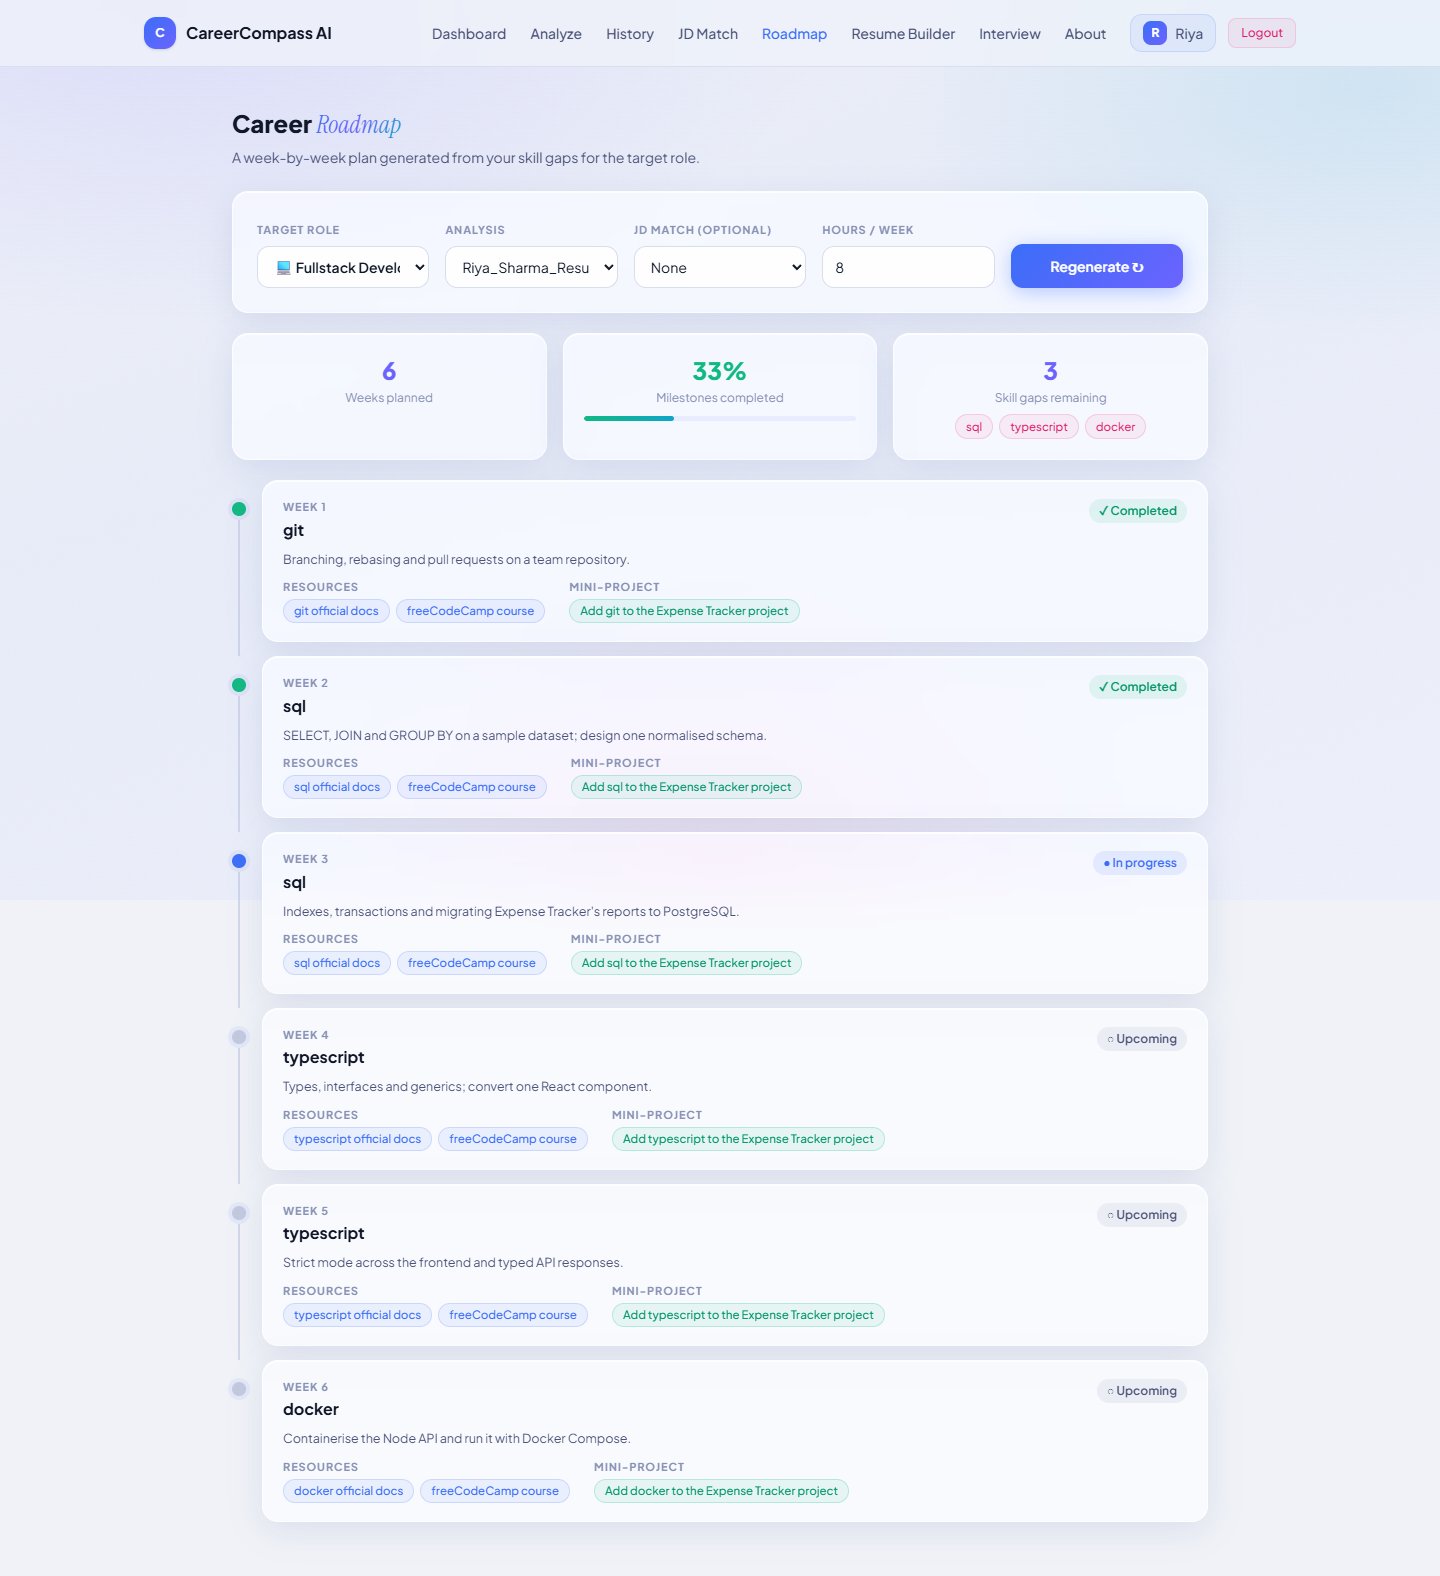 C CareerCompass AI Dashboard Analyze History JD Match Roadmap Resume Builder Interview About R Riya Logout
Career Roadmap
A week-by-week plan generated from your skill gaps for the target role.
TARGET ROLE ANALYSIS JD MATCH (OPTIONAL) HOURS / WEEK
Fullstack Develo Riya_Sharma_Resu None 8 Regenerate ↻
6 33% 3
Weeks planned Milestones completed Skill gaps remaining
sql typescript docker
WEEK 1 ✓ Completed
git
Branching, rebasing and pull requests on a team repository.
RESOURCES MINI-PROJECT
git official docs freeCodeCamp course Add git to the Expense Tracker project
WEEK 2 ✓ Completed
sql
SELECT, JOIN and GROUP BY on a sample dataset; design one normalised schema.
RESOURCES MINI-PROJECT
sql official docs freeCodeCamp course Add sql to the Expense Tracker project
WEEK 3 ● In progress
sql
Indexes, transactions and migrating Expense Tracker's reports to PostgreSQL.
RESOURCES MINI-PROJECT
sql official docs freeCodeCamp course Add sql to the Expense Tracker project
WEEK 4 ○ Upcoming
typescript
Types, interfaces and generics; convert one React component.
RESOURCES MINI-PROJECT
typescript official docs freeCodeCamp course Add typescript to the Expense Tracker project
WEEK 5 ○ Upcoming
typescript
Strict mode across the frontend and typed API responses.
RESOURCES MINI-PROJECT
typescript official docs freeCodeCamp course Add typescript to the Expense Tracker project
WEEK 6 ○ Upcoming
docker
Containerise the Node API and run it with Docker Compose.
RESOURCES MINI-PROJECT
docker official docs freeCodeCamp course Add docker to the Expense Tracker project